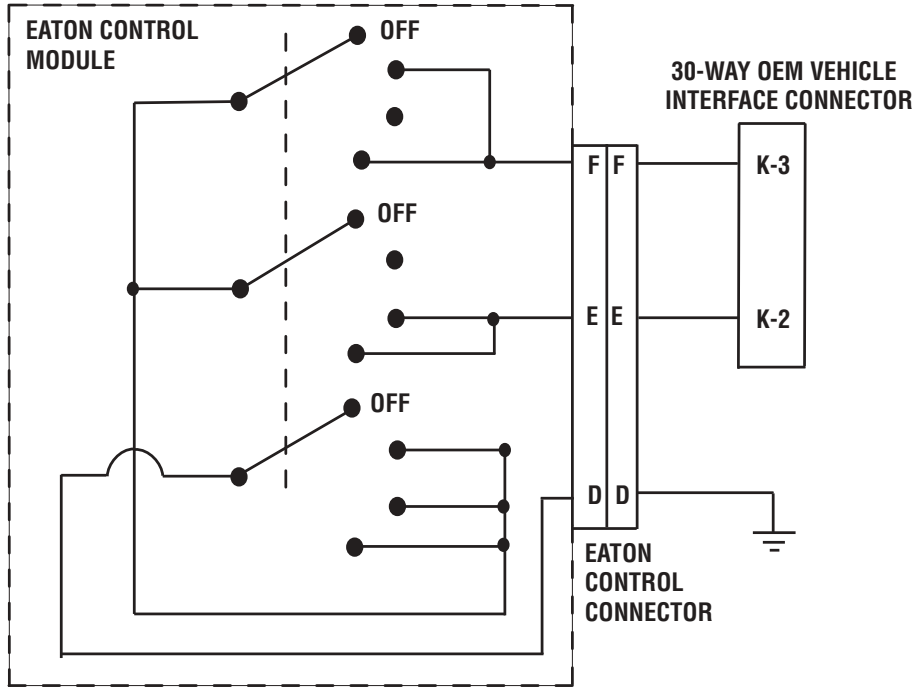 EATON CONTROL
MODULE
OFF
30-WAY OEM VEHICLE
INTERFACE CONNECTOR
F F
K-3
OFF
E E
K-2
OFF
D D
EATON
CONTROL
CONNECTOR